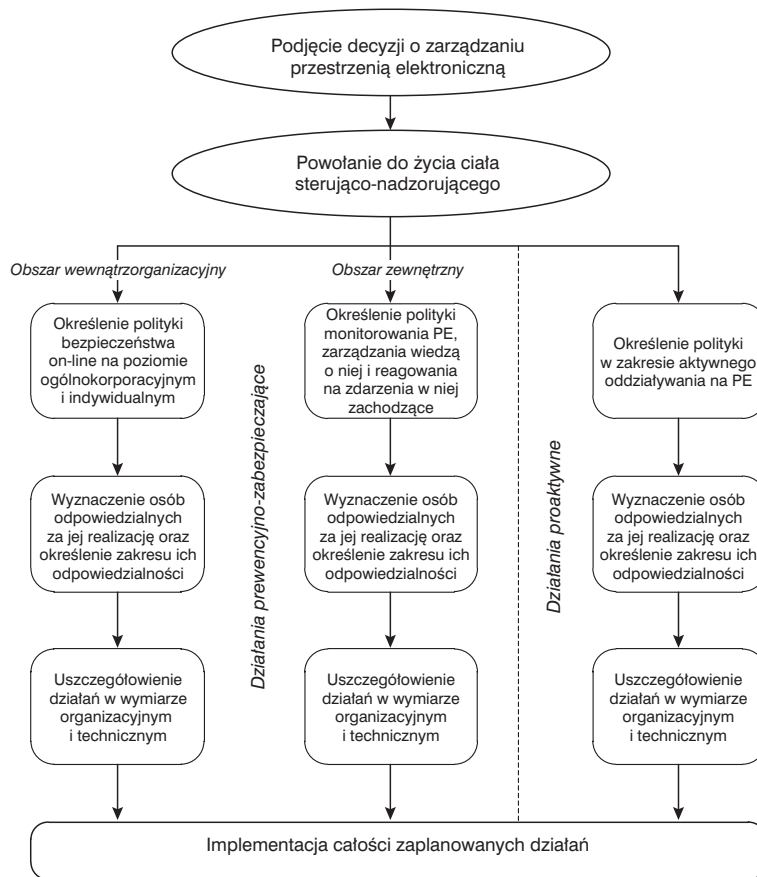 Podjęcie decyzji o zarządzaniu
przestrzenią elektroniczną
Powołanie do życia ciała
sterująco-nadzorującego
Obszar wewnątrzorganizacyjny
Obszar zewnętrzny
Określenie polityki
bezpieczeństwa
on-line na poziomie
ogólnokorporacyjnym
i indywidualnym
Określenie polityki
monitorowania PE,
zarządzania wiedzą
o niej i reagowania
na zdarzenia w niej
zachodzące
Określenie polityki
w zakresie aktywnego
oddziaływania na PE
Działania prewencyjno-zabezpieczające
Działania proaktywne
Wyznaczenie osób
odpowiedzialnych
za jej realizację oraz
określenie zakresu ich
odpowiedzialności
Wyznaczenie osób
odpowiedzialnych
za jej realizację oraz
określenie zakresu ich
odpowiedzialności
Wyznaczenie osób
odpowiedzialnych
za jej realizację oraz
określenie zakresu ich
odpowiedzialności
Uszczegółowienie
działań w wymiarze
organizacyjnym
i technicznym
Uszczegółowienie
działań w wymiarze
organizacyjnym
i technicznym
Uszczegółowienie
działań w wymiarze
organizacyjnym
i technicznym
Implementacja całości zaplanowanych działań